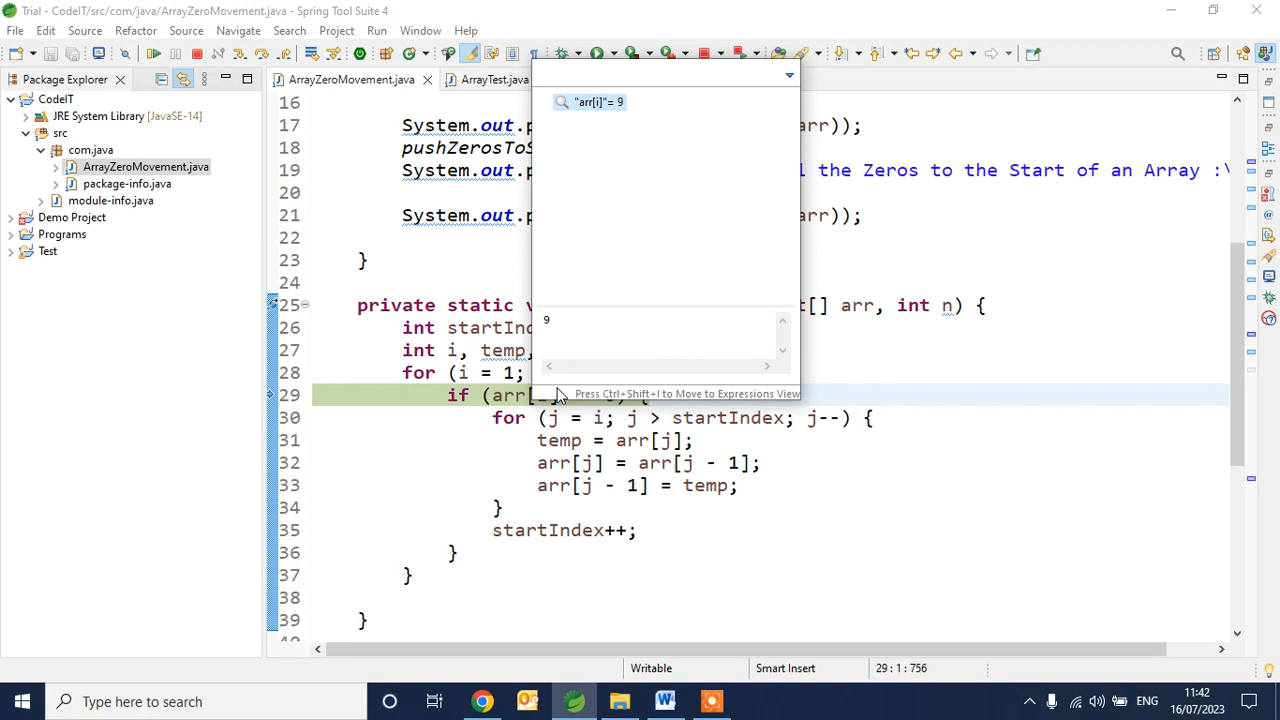 Trial - CodeIT/src/com/java/ArrayZeroMovement.java - Spring Tool Suite 4
File Edit Source Refactor Source Navigate Search Project Run Window Help
Package Explorer
ArrayZeroMovement.java
ArrayTest.java
CodeIT
JRE System Library [JavaSE-14]
src
com.java
ArrayZeroMovement.java
package-info.java
module-info.java
Demo Project
Programs
Test
16
17 System.out.p arr));
18 pushZerosToS
19 System.out.p l the Zeros to the Start of an Array :\
20
21 System.out.p arr));
22
23 }
24
25 private static v t[] arr, int n) {
26 int startInd
27 int i, temp,
28 for (i = 1;
29 if (arr[
30 for (j = i; j > startIndex; j--) {
31 temp = arr[j];
32 arr[j] = arr[j - 1];
33 arr[j - 1] = temp;
34 }
35 startIndex++;
36 }
37 }
38
39 }
"arr[i]"= 9
9
Press Ctrl+Shift+I to Move to Expressions View
Writable
Smart Insert
29 : 1 : 756
Type here to search
ENG
11:42
16/07/2023